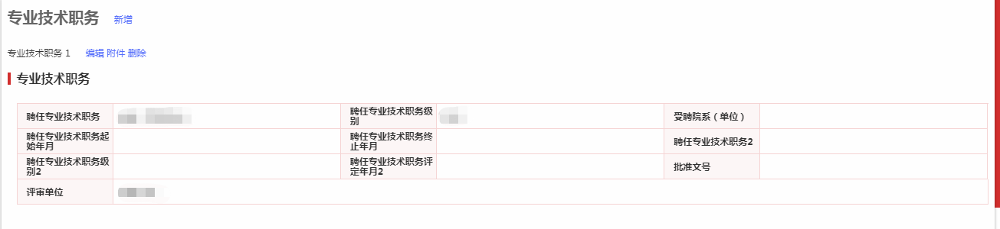 专业技术职务 新增
专业技术职务 1 编辑 附件 删除
专业技术职务
聘任专业技术职务
聘任专业技术职务级
别
受聘院系（单位）
聘任专业技术职务起
始年月
聘任专业技术职务终
止年月
聘任专业技术职务2
聘任专业技术职务级
别2
聘任专业技术职务评
定年月2
批准文号
评审单位